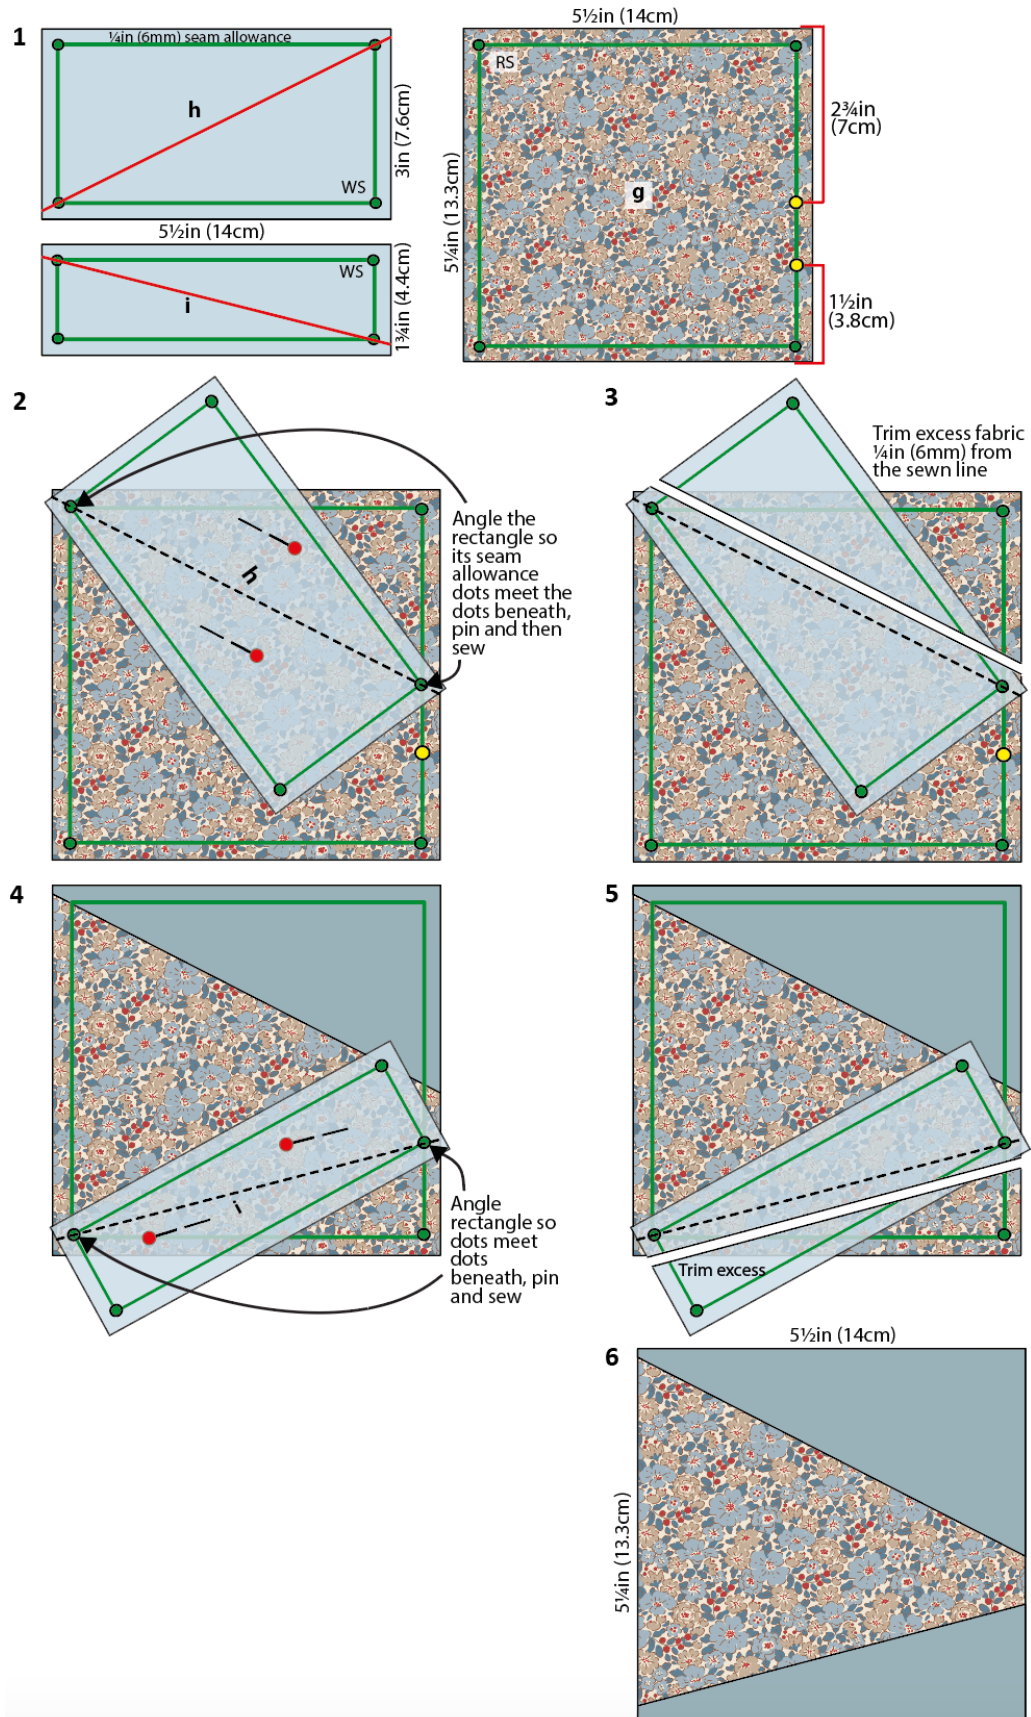 1
¼in (6mm) seam allowance
h
WS
3in (7.6cm)
5½in (14cm)
WS
i
1¾in (4.4cm)
5½in (14cm)
RS
g
5¼in (13.3cm)
2¾in
(7cm)
1½in
(3.8cm)
2
h
Angle the
rectangle so
its seam
allowance
dots meet the
dots beneath,
pin and then
sew
3
Trim excess fabric
¼in (6mm) from
the sewn line
4
i
Angle
rectangle so
dots meet
dots
beneath, pin
and sew
5
Trim excess
6
5½in (14cm)
5¼in (13.3cm)